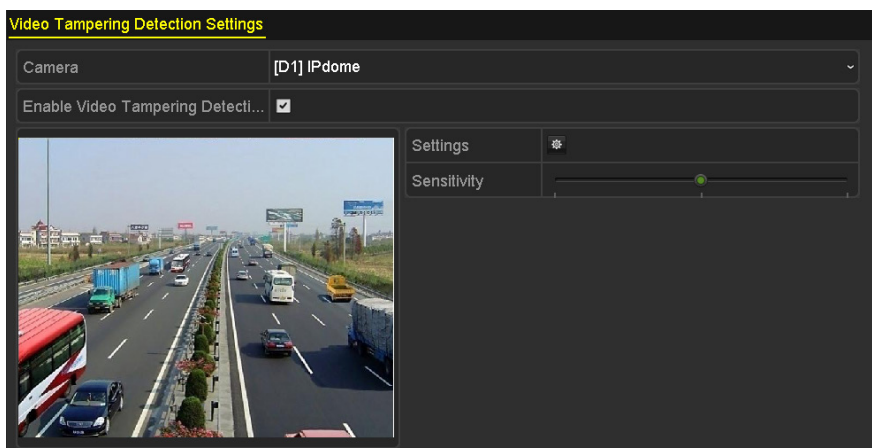 Video Tampering Detection Settings
Camera
[D1] IPdome
Enable Video Tampering Detecti...
Settings
Sensitivity